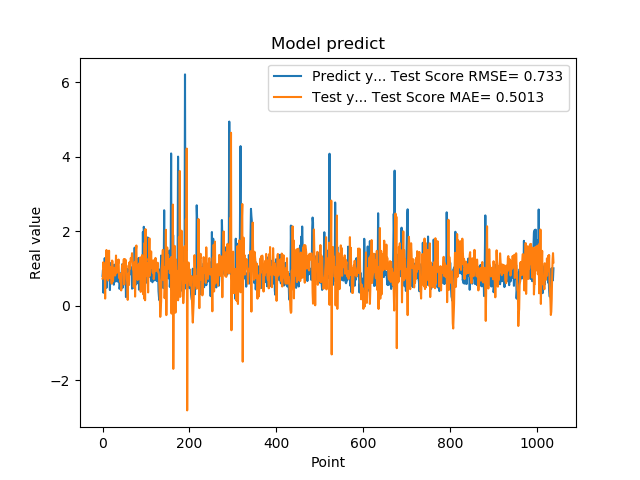 Model predict
Predict y... Test Score RMSE= 0.733
Test y... Test Score MAE= 0.5013
Real value
6
4
2
0
−2
0 200 400 600 800 1000
Point